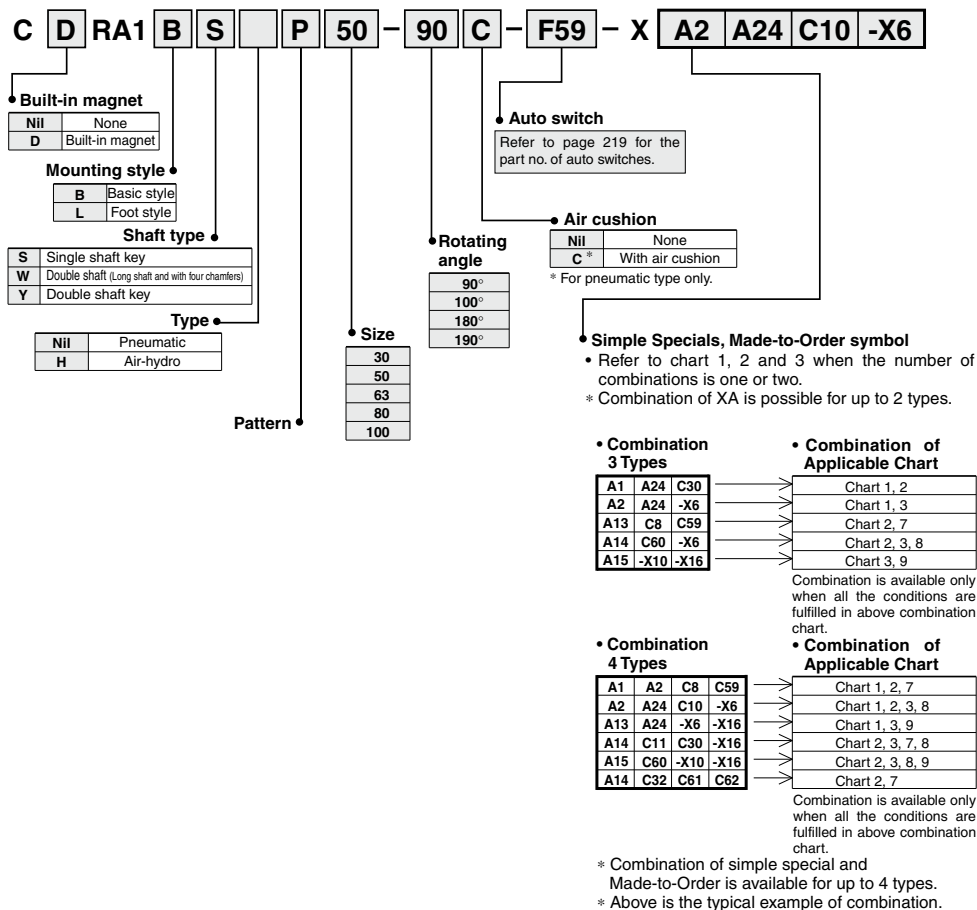 C D RA1 B S P 50 – 90 C – F59 – X A2 A24 C10 -X6
Built-in magnet
Nil None
D Built-in magnet
Mounting style
B Basic style
L Foot style
Shaft type
S Single shaft key
W Double shaft (Long shaft and with four chamfers)
Y Double shaft key
Type
Nil Pneumatic
H Air-hydro
Pattern
Size
30
50
63
80
100
Rotating
angle
90°
100°
180°
190°
Auto switch
Refer to page 219 for the
part no. of auto switches.
Air cushion
Nil None
C * With air cushion
* For pneumatic type only.
Simple Specials, Made-to-Order symbol
• Refer to chart 1, 2 and 3 when the number of
combinations is one or two.
* Combination of XA is possible for up to 2 types.
• Combination
3 Types
• Combination of
Applicable Chart
A1 A24 C30 Chart 1, 2
A2 A24 -X6 Chart 1, 3
A13 C8 C59 Chart 2, 7
A14 C60 -X6 Chart 2, 3, 8
A15 -X10 -X16 Chart 3, 9
Combination is available only
when all the conditions are
fulfilled in above combination
chart.
• Combination
4 Types
• Combination of
Applicable Chart
A1 A2 C8 C59 Chart 1, 2, 7
A2 A24 C10 -X6 Chart 1, 2, 3, 8
A13 A24 -X6 -X16 Chart 1, 3, 9
A14 C11 C30 -X16 Chart 2, 3, 7, 8
A15 C60 -X10 -X16 Chart 2, 3, 8, 9
A14 C32 C61 C62 Chart 2, 7
Combination is available only
when all the conditions are
fulfilled in above combination
chart.
* Combination of simple special and
Made-to-Order is available for up to 4 types.
* Above is the typical example of combination.